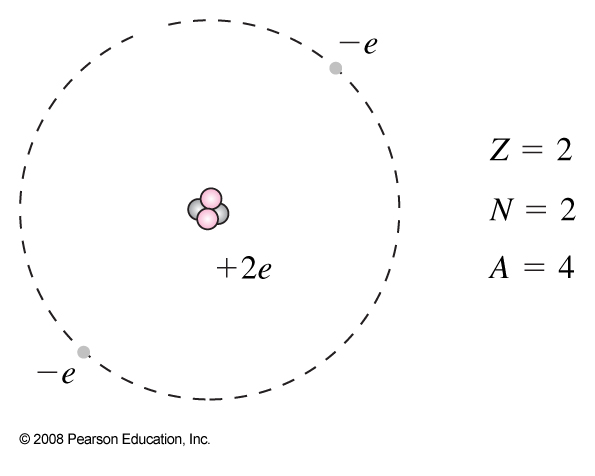 −e
Z = 2
N = 2
+2e
A = 4
−e
© 2008 Pearson Education, Inc.